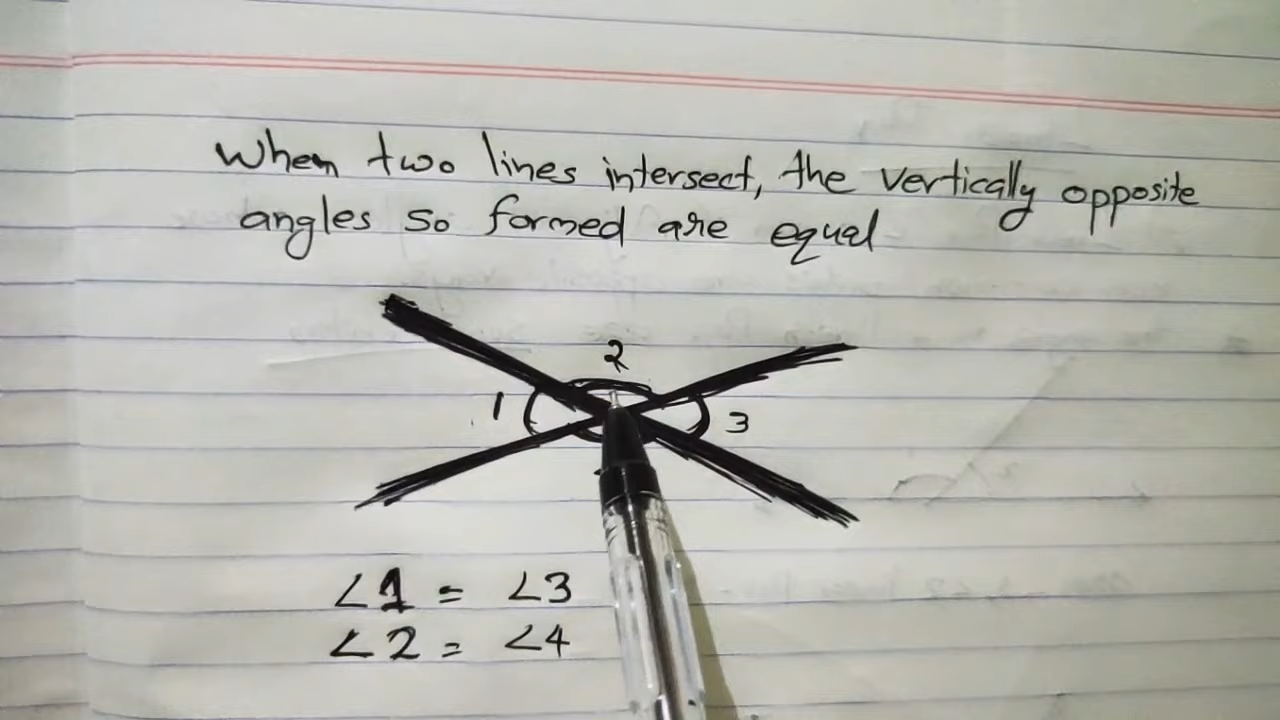 When two lines intersect, the vertically opposite
angles so formed are equal
2
1
3
∠1 = ∠3
∠2 = ∠4